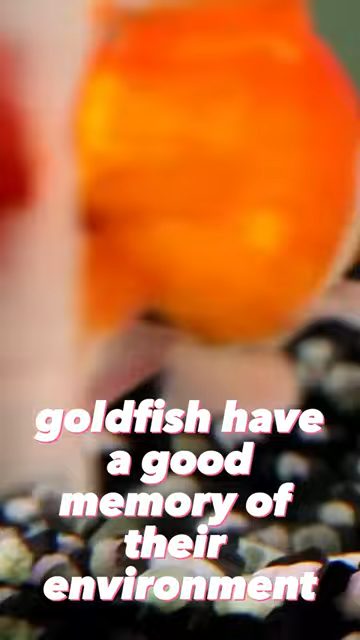 goldfish have
a good
memory of
their
environment